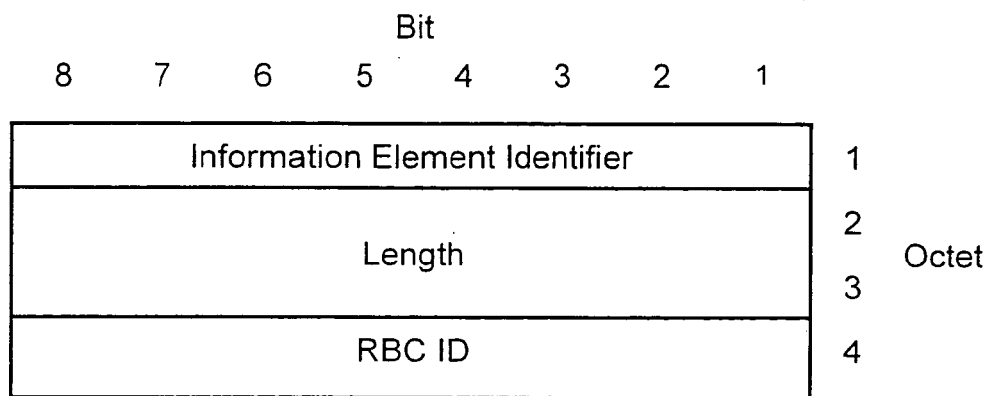 Bit
8 7 6 5 4 3 2 1
Information Element Identifier 1
2
Length Octet
3
RBC ID 4